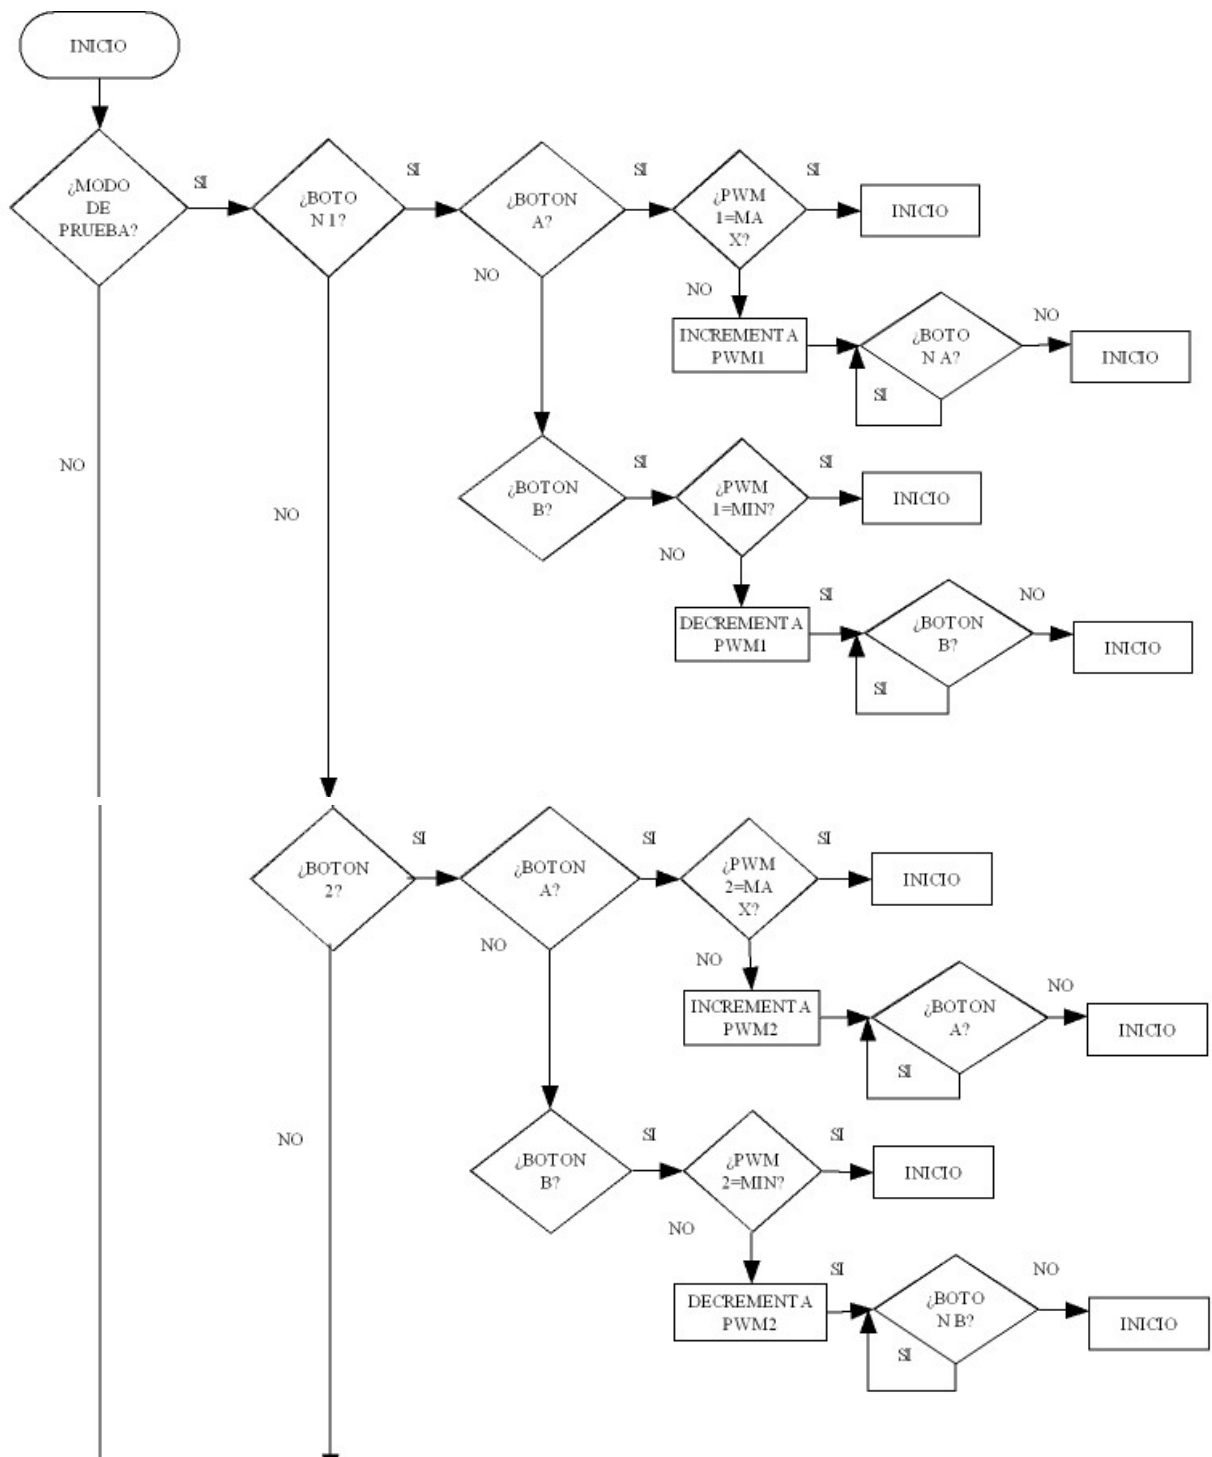 INICIO
¿MODO
DE
PRUEBA?
SI
¿BOTO
N 1?
SI
¿BOTON
A?
SI
¿PWM
1=MA
X?
SI
INICIO
NO
NO
INCREMENTA
PWM1
¿BOTO
N A?
NO
INICIO
SI
NO
NO
¿BOTON
B?
SI
¿PWM
1=MIN?
SI
INICIO
NO
DECREMENTA
PWM1
SI
¿BOTON
B?
NO
INICIO
SI
¿BOTON
2?
SI
¿BOTON
A?
SI
¿PWM
2=MA
X?
SI
INICIO
NO
NO
INCREMENTA
PWM2
¿BOTON
A?
NO
INICIO
SI
NO
¿BOTON
B?
SI
¿PWM
2=MIN?
SI
INICIO
NO
DECREMENTA
PWM2
SI
¿BOTO
N B?
NO
INICIO
SI